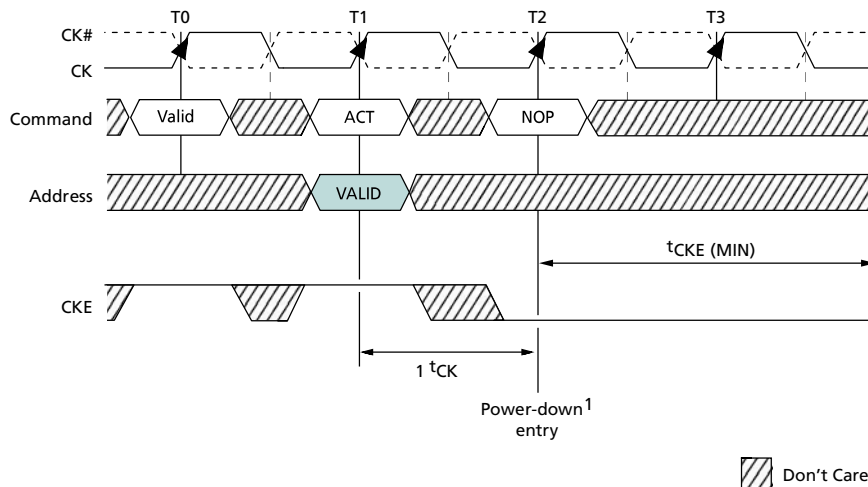 T0 T1 T2 T3
CK#
CK
Command Valid ACT NOP
Address VALID
tCKE (MIN)
CKE
1 tCK
Power-down1
entry
Don't Care